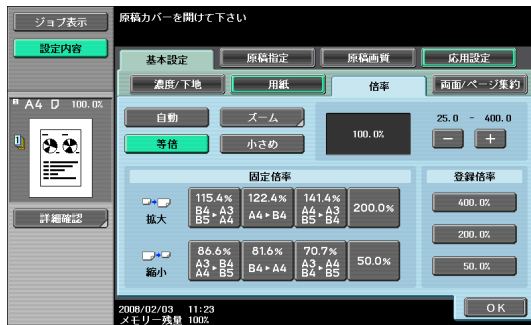 ジョブ表示
原稿カバーを開けて下さい
設定内容
基本設定
原稿指定
原稿画質
応用設定
濃度/下地
用紙
倍率
両面/ページ集約
A4 100.0%
自動
ズーム
100.0%
25.0 - 400.0
等倍
小さめ
- +
1
固定倍率
登録倍率
拡大
115.4%
B4▸A3
B5▸A4
122.4%
A4▸B4
141.4%
A4▸A3
B5▸B4
200.0%
400.0%
200.0%
詳細確認
縮小
86.6%
A3▸B4
A4▸B5
81.6%
B4▸A4
70.7%
A3▸A4
B4▸B5
50.0%
50.0%
2008/02/03 11:23
メモリー残量 100%
OK